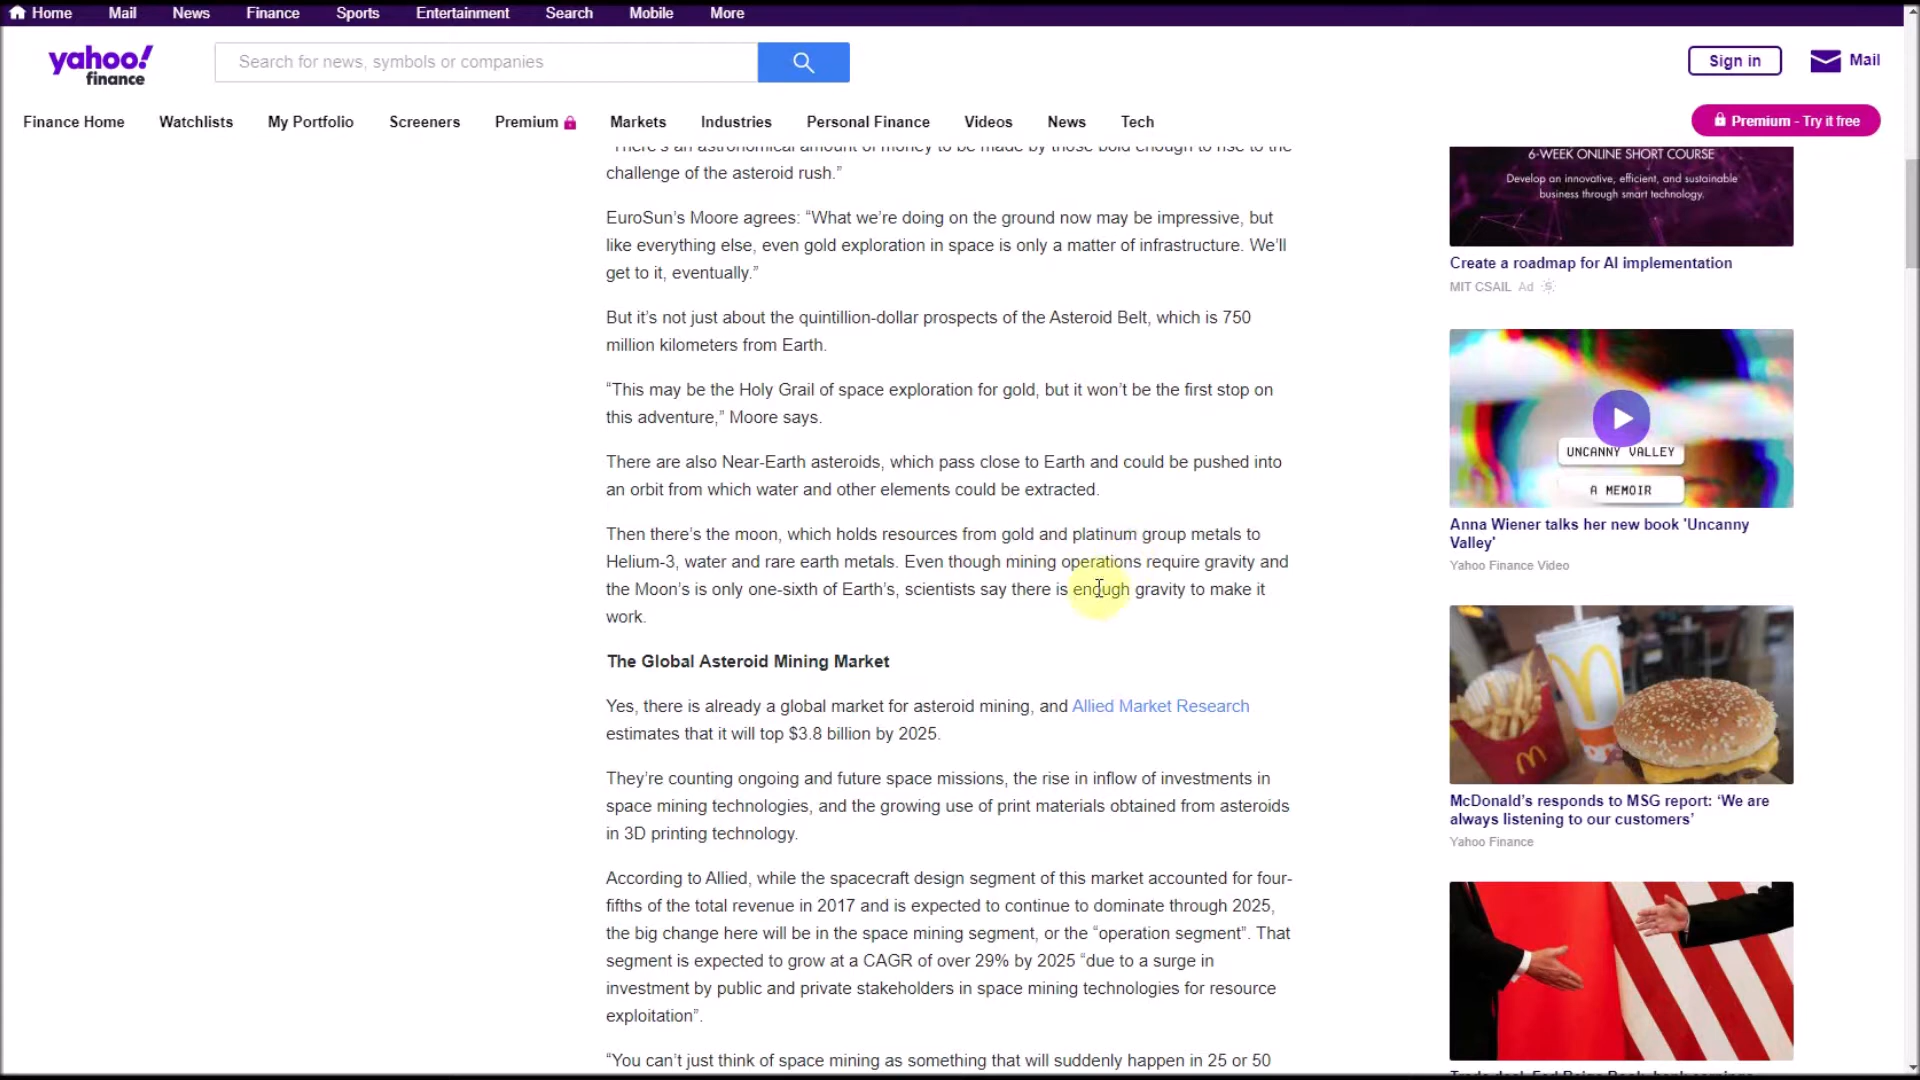 Home Mail News Finance Sports Entertainment Search Mobile More
yahoo!
finance
Search for news, symbols or companies
Sign in
Mail
Finance Home Watchlists My Portfolio Screeners Premium Markets Industries Personal Finance Videos News Tech
Premium - Try it free
“There’s an astronomical amount of money to be made by those bold enough to rise to the
challenge of the asteroid rush.”
EuroSun’s Moore agrees: “What we’re doing on the ground now may be impressive, but
like everything else, even gold exploration in space is only a matter of infrastructure. We’ll
get to it, eventually.”
But it’s not just about the quintillion-dollar prospects of the Asteroid Belt, which is 750
million kilometers from Earth.
“This may be the Holy Grail of space exploration for gold, but it won’t be the first stop on
this adventure,” Moore says.
There are also Near-Earth asteroids, which pass close to Earth and could be pushed into
an orbit from which water and other elements could be extracted.
Then there’s the moon, which holds resources from gold and platinum group metals to
Helium-3, water and rare earth metals. Even though mining operations require gravity and
the Moon’s is only one-sixth of Earth’s, scientists say there is enough gravity to make it
work.
The Global Asteroid Mining Market
Yes, there is already a global market for asteroid mining, and Allied Market Research
estimates that it will top $3.8 billion by 2025.
They’re counting ongoing and future space missions, the rise in inflow of investments in
space mining technologies, and the growing use of print materials obtained from asteroids
in 3D printing technology.
According to Allied, while the spacecraft design segment of this market accounted for four-
fifths of the total revenue in 2017 and is expected to continue to dominate through 2025,
the big change here will be in the space mining segment, or the “operation segment”. That
segment is expected to grow at a CAGR of over 29% by 2025 “due to a surge in
investment by public and private stakeholders in space mining technologies for resource
exploitation”.
“You can’t just think of space mining as something that will suddenly happen in 25 or 50
6-WEEK ONLINE SHORT COURSE
Develop an innovative, efficient, and sustainable
business through smart technology.
Create a roadmap for AI implementation
MIT CSAIL Ad
UNCANNY VALLEY
A MEMOIR
Anna Wiener talks her new book 'Uncanny
Valley'
Yahoo Finance Video
McDonald’s responds to MSG report: ‘We are
always listening to our customers’
Yahoo Finance